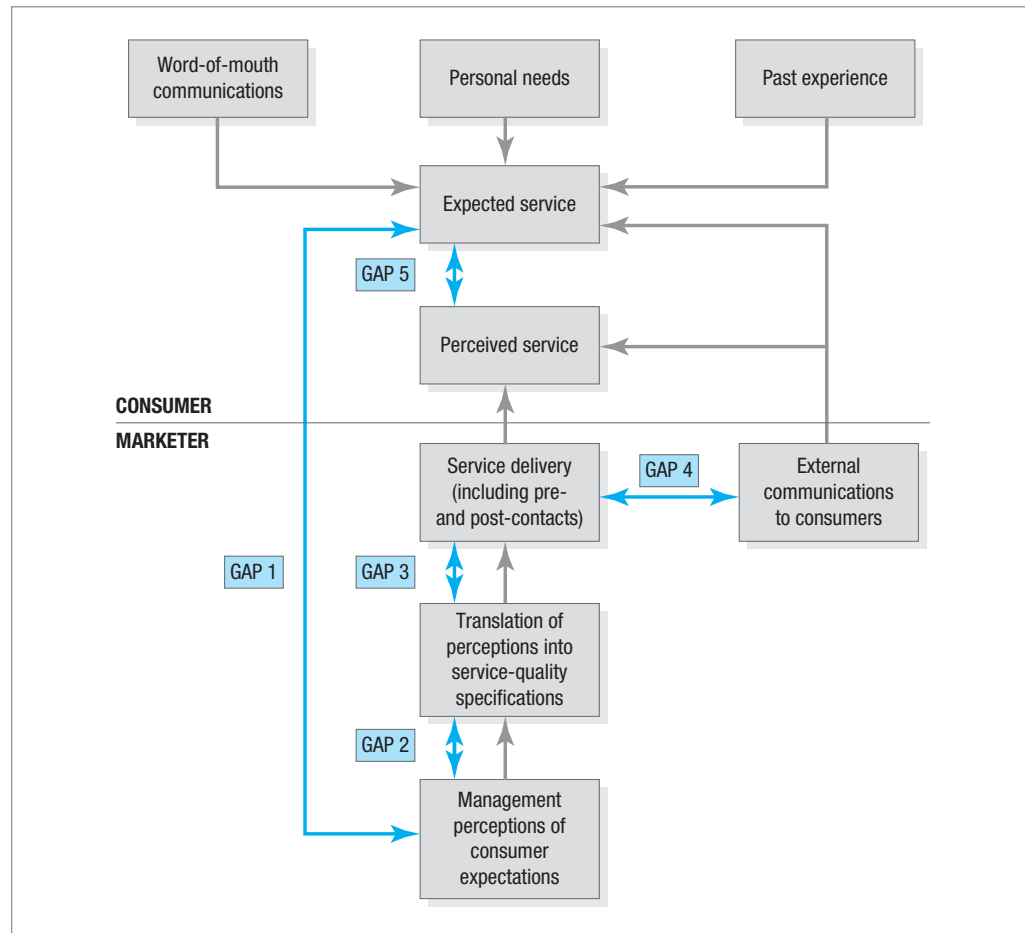 Word-of-mouth
communications
Personal needs
Past experience
Expected service
GAP 5
Perceived service
CONSUMER
MARKETER
Service delivery
(including pre-
and post-contacts)
GAP 4
External
communications
to consumers
GAP 1
GAP 3
Translation of
perceptions into
service-quality
specifications
GAP 2
Management
perceptions of
consumer
expectations